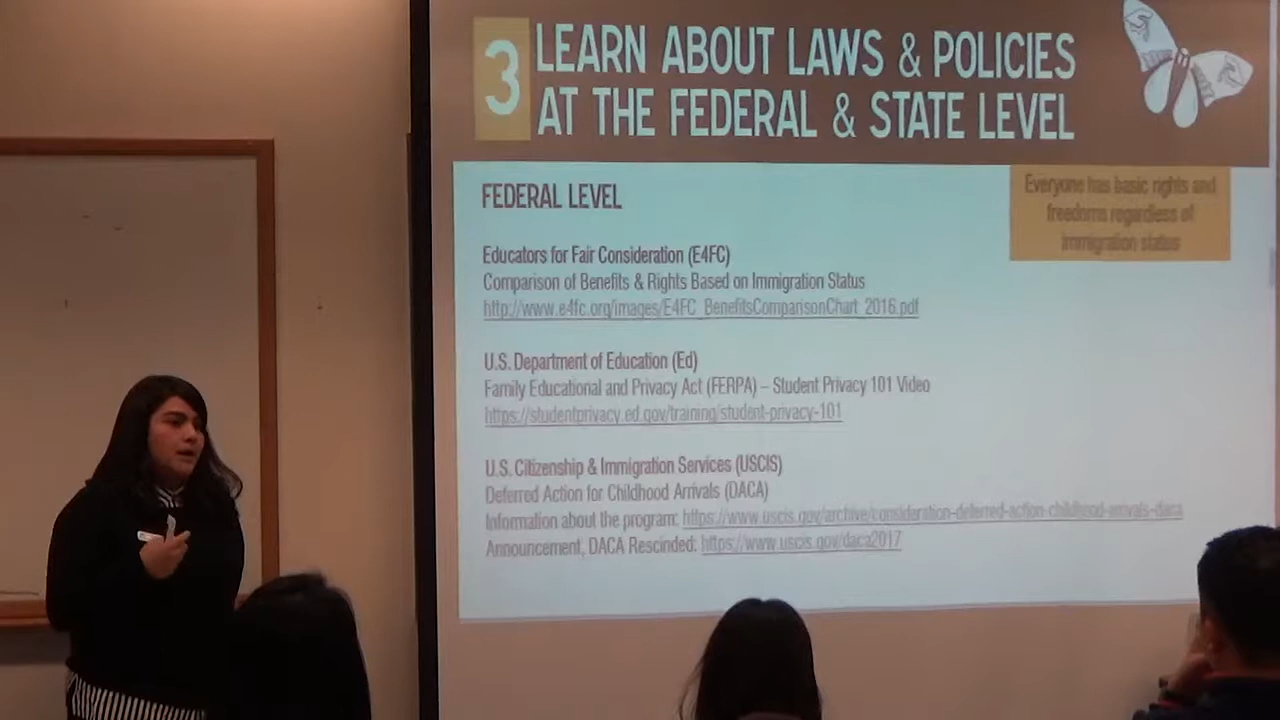 3
LEARN ABOUT LAWS & POLICIES
AT THE FEDERAL & STATE LEVEL
Everyone has basic rights and
freedoms regardless of
immigration status
FEDERAL LEVEL
Educators for Fair Consideration (E4FC)
Comparison of Benefits & Rights Based on Immigration Status
http://www.e4fc.org/images/E4FC_BenefitsComparisonChart_2016.pdf
U.S. Department of Education (Ed)
Family Educational and Privacy Act (FERPA) – Student Privacy 101 Video
https://studentprivacy.ed.gov/training/student-privacy-101
U.S. Citizenship & Immigration Services (USCIS)
Deferred Action for Childhood Arrivals (DACA)
Information about the program: https://www.uscis.gov/archive/consideration-deferred-action-childhood-arrivals-daca
Announcement, DACA Rescinded: https://www.uscis.gov/daca2017